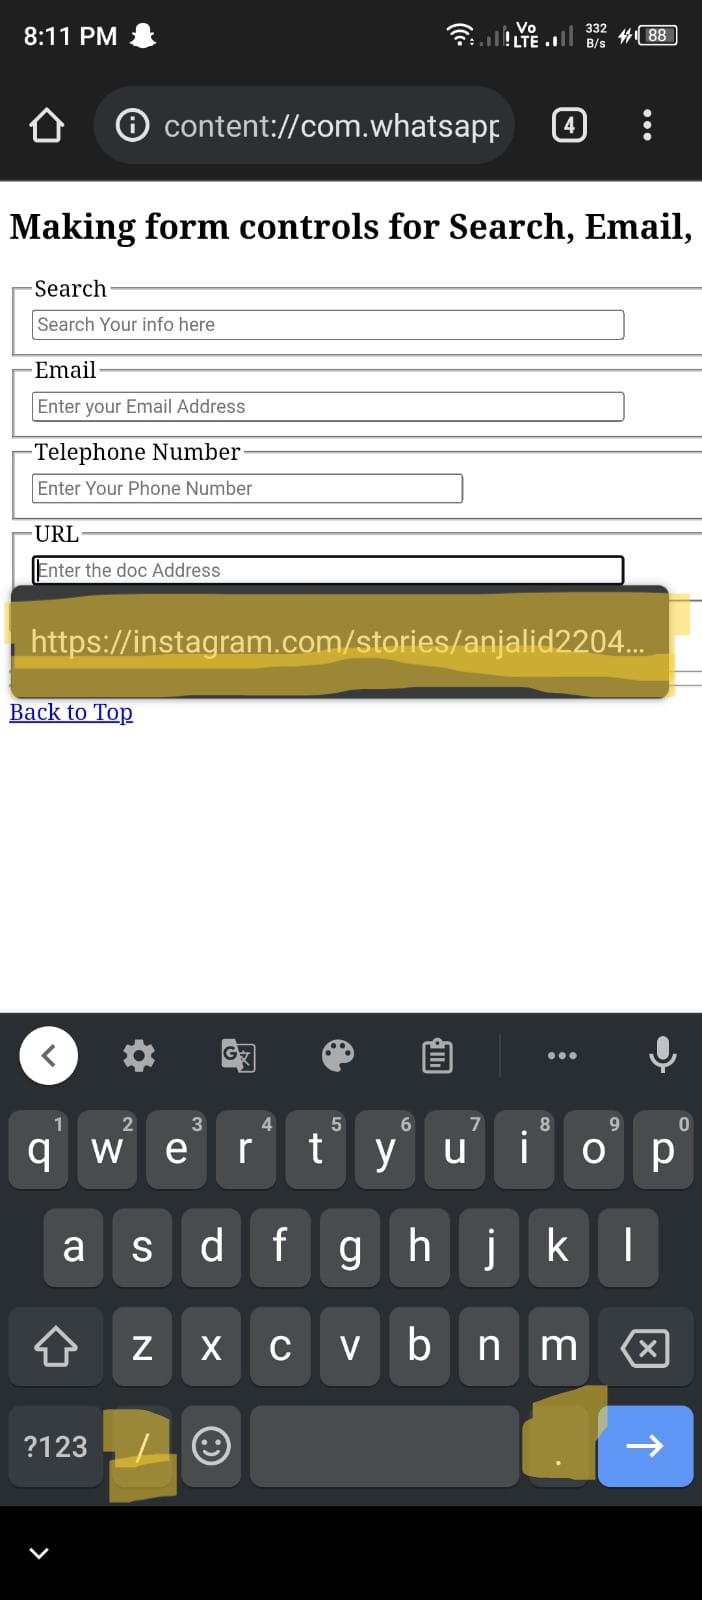 8:11 PM
Vo LTE 332 B/s 88
content://com.whatsapp
4
Making form controls for Search, Email,
Search
Search Your info here
Email
Enter your Email Address
Telephone Number
Enter Your Phone Number
URL
Enter the doc Address
https://instagram.com/stories/anjalid2204...
Back to Top
q 1 w 2 e 3 r 4 t 5 y 6 u 7 i 8 o 9 p 0
a s d f g h j k l
z x c v b n m
?123 / .